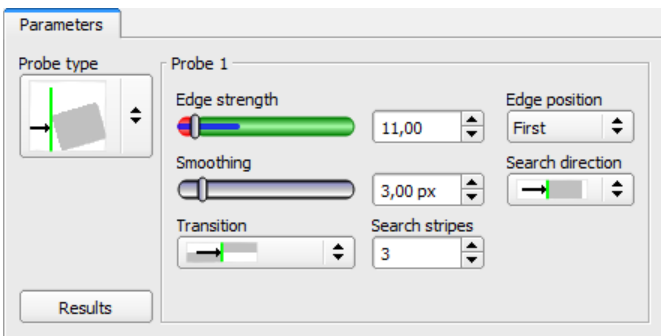 Parameters
Probe type
Probe 1
Edge strength
Edge position
11,00
First
Smoothing
Search direction
3,00 px
Transition
Search stripes
3
Results